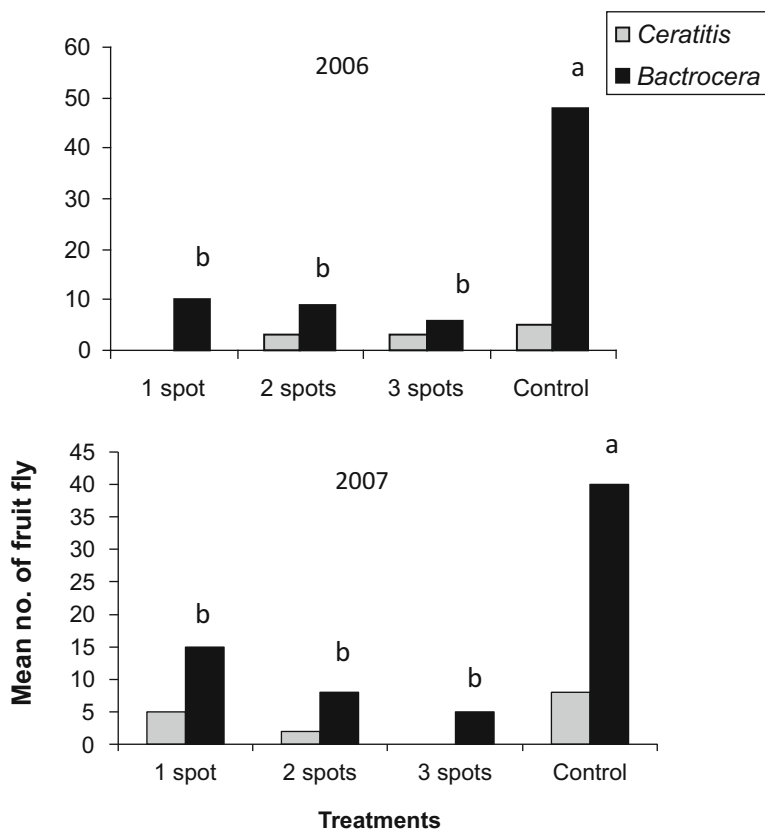 Ceratitis
Bactrocera
2006
60
50
40
30
20
10
0
a
b
b
b
1 spot 2 spots 3 spots Control
Mean no. of fruit fly
2007
45
40
35
30
25
20
15
10
5
0
a
b
b
b
1 spot 2 spots 3 spots Control
Treatments